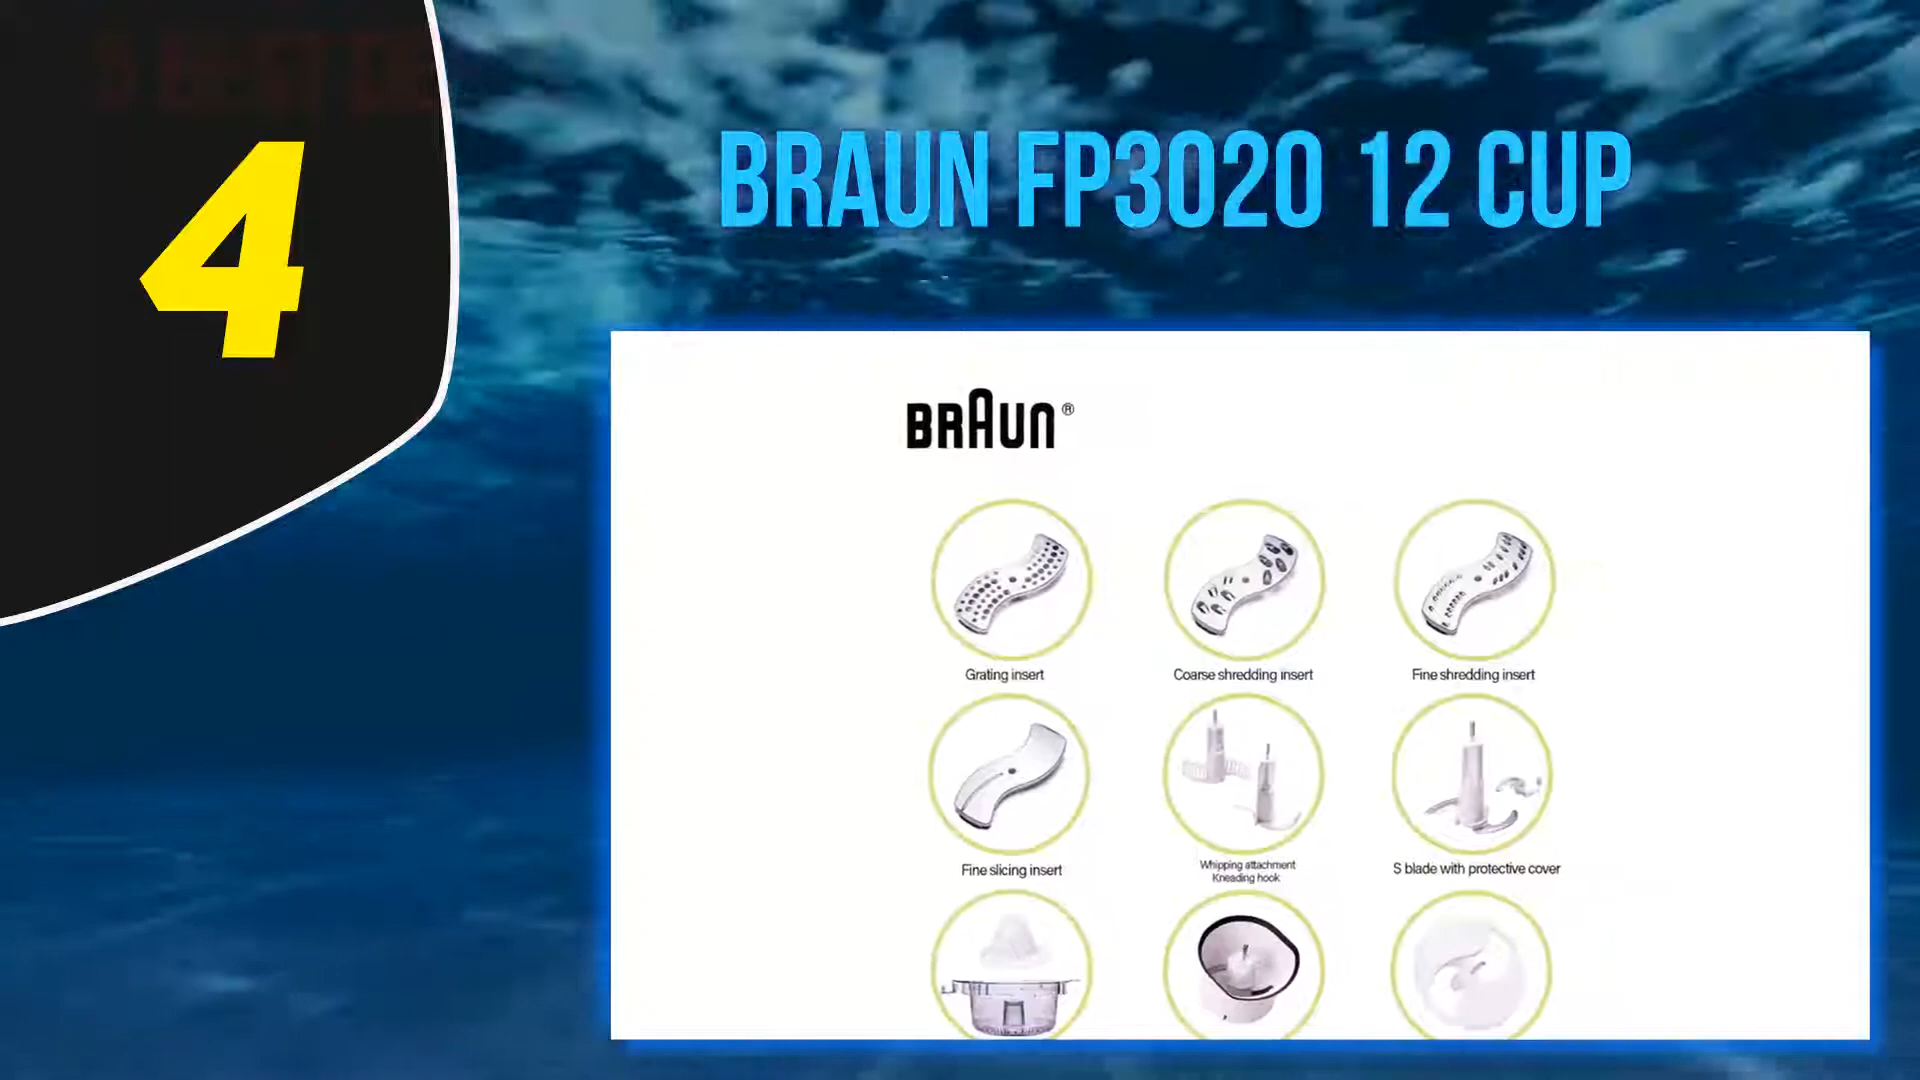 4
BRAUN FP3020 12 CUP
BRAUN®
Grating insert
Coarse shredding insert
Fine shredding insert
Fine slicing insert
Whipping attachment
Kneading hook
S blade with protective cover